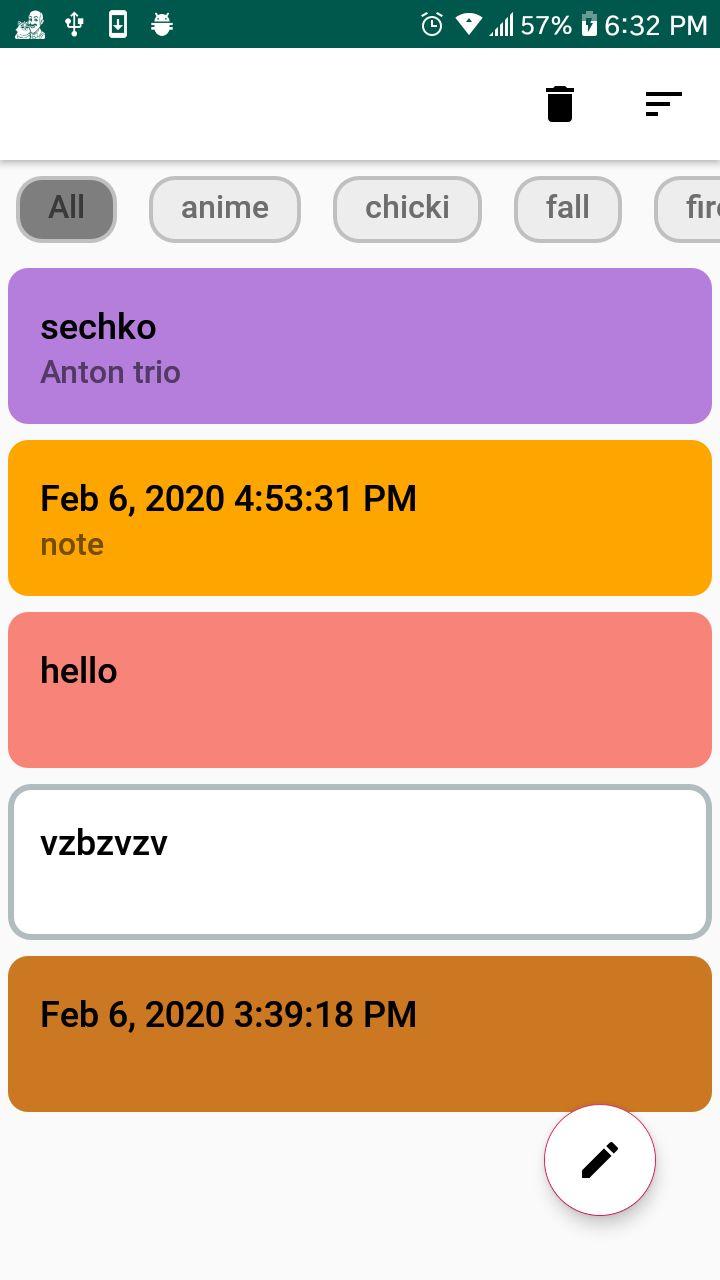 57% 6:32 PM
All anime chicki fall fire
sechko
Anton trio
Feb 6, 2020 4:53:31 PM
note
hello
vzbzvzv
Feb 6, 2020 3:39:18 PM